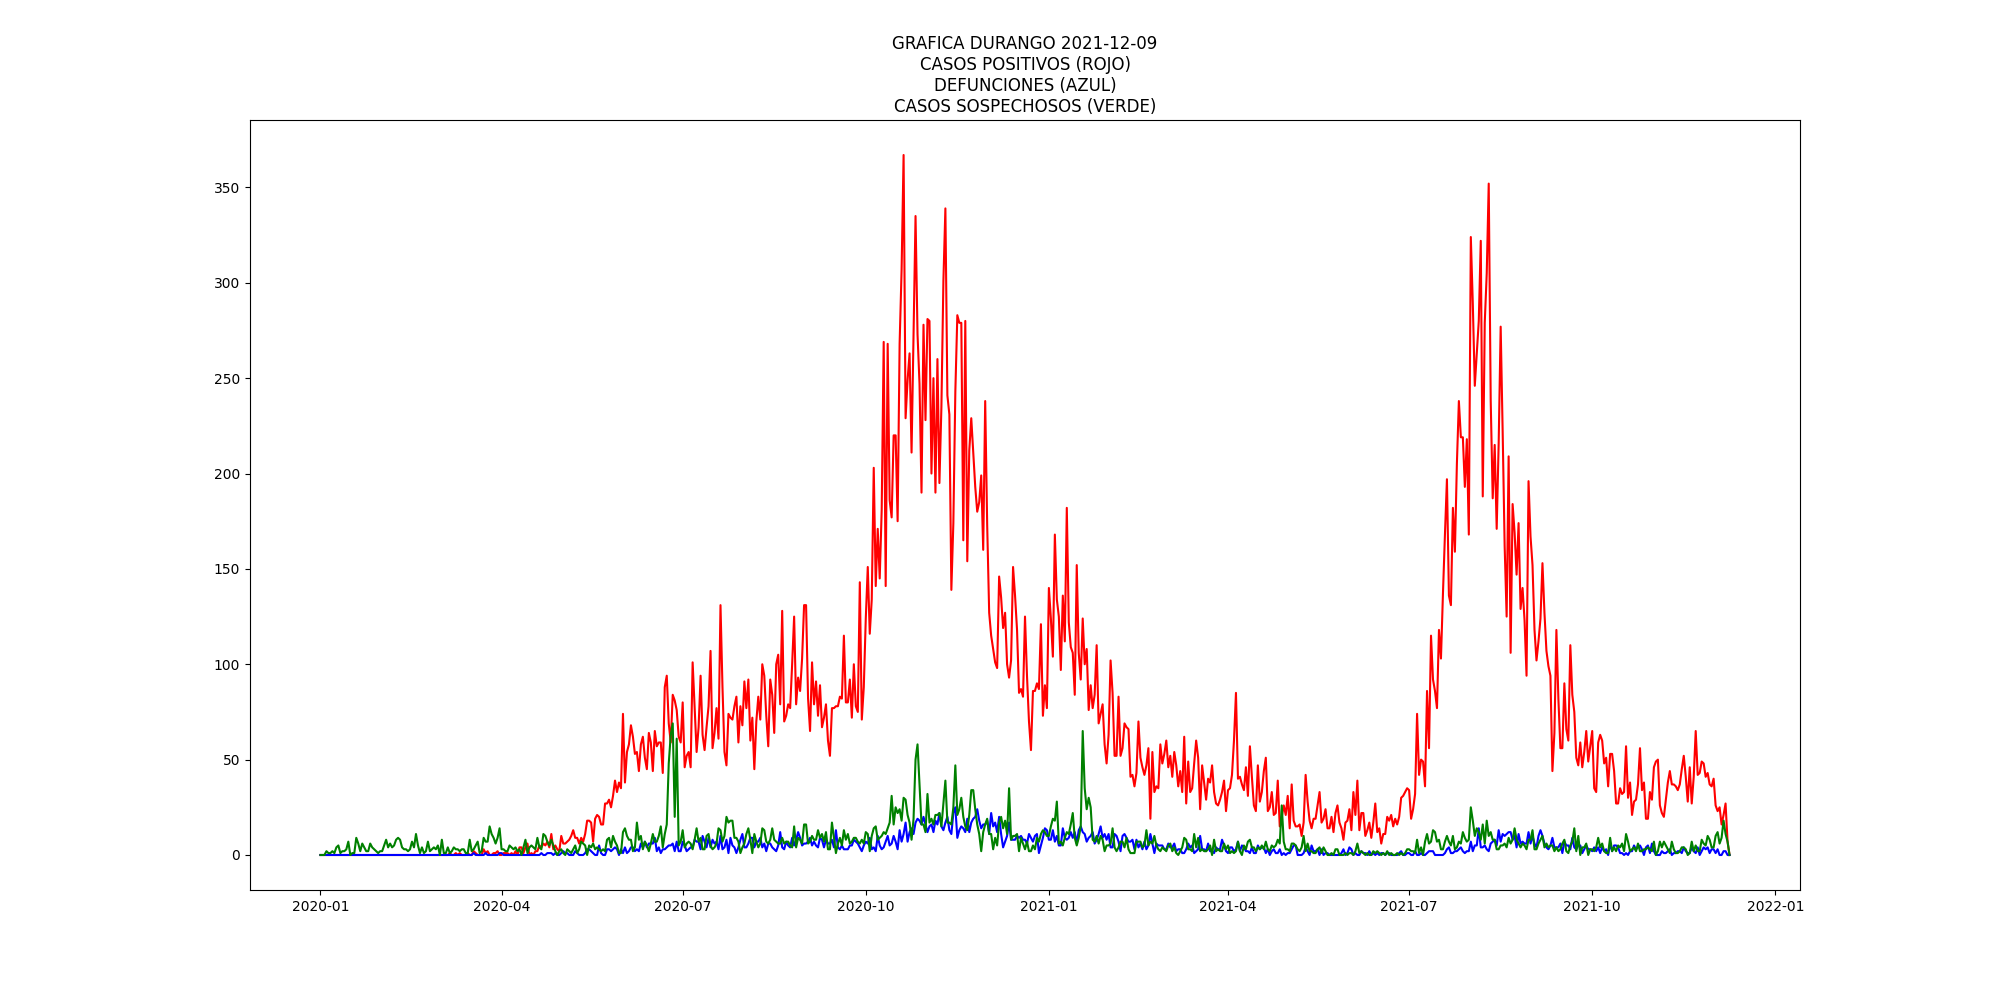 GRAFICA DURANGO 2021-12-09
CASOS POSITIVOS (ROJO)
DEFUNCIONES (AZUL)
CASOS SOSPECHOSOS (VERDE)
350
300
250
200
150
100
50
0
2020-01 2020-04 2020-07 2020-10 2021-01 2021-04 2021-07 2021-10 2022-01